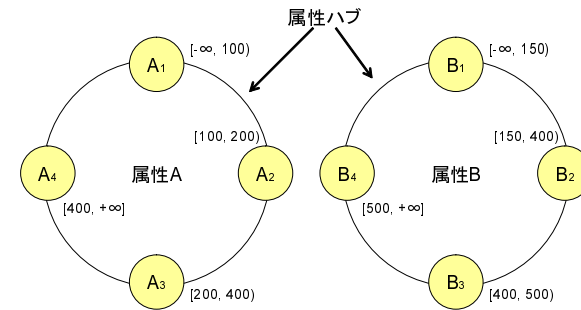 属性ハブ
A1
[-∞, 100)
[100, 200)
A4
属性A
A2
[400, +∞]
A3
[200, 400)
B1
[-∞, 150)
[150, 400)
B4
属性B
B2
[500, +∞]
B3
[400, 500)